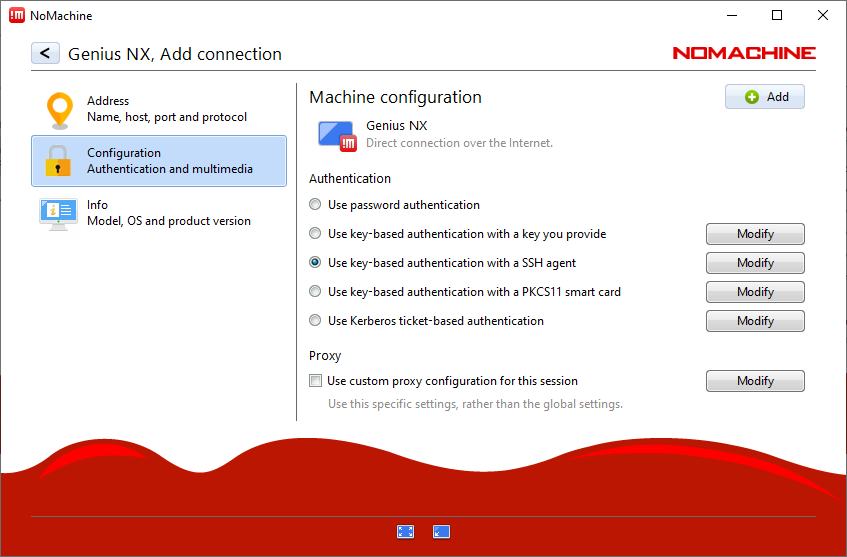 !M NoMachine
< Genius NX, Add connection
NOMACHINE
Address
Name, host, port and protocol
Configuration
Authentication and multimedia
Info
Model, OS and product version
Machine configuration
Add
!M
Genius NX
Direct connection over the Internet.
Authentication
Use password authentication
Use key-based authentication with a key you provide
Modify
Use key-based authentication with a SSH agent
Modify
Use key-based authentication with a PKCS11 smart card
Modify
Use Kerberos ticket-based authentication
Modify
Proxy
Use custom proxy configuration for this session
Modify
Use this specific settings, rather than the global settings.